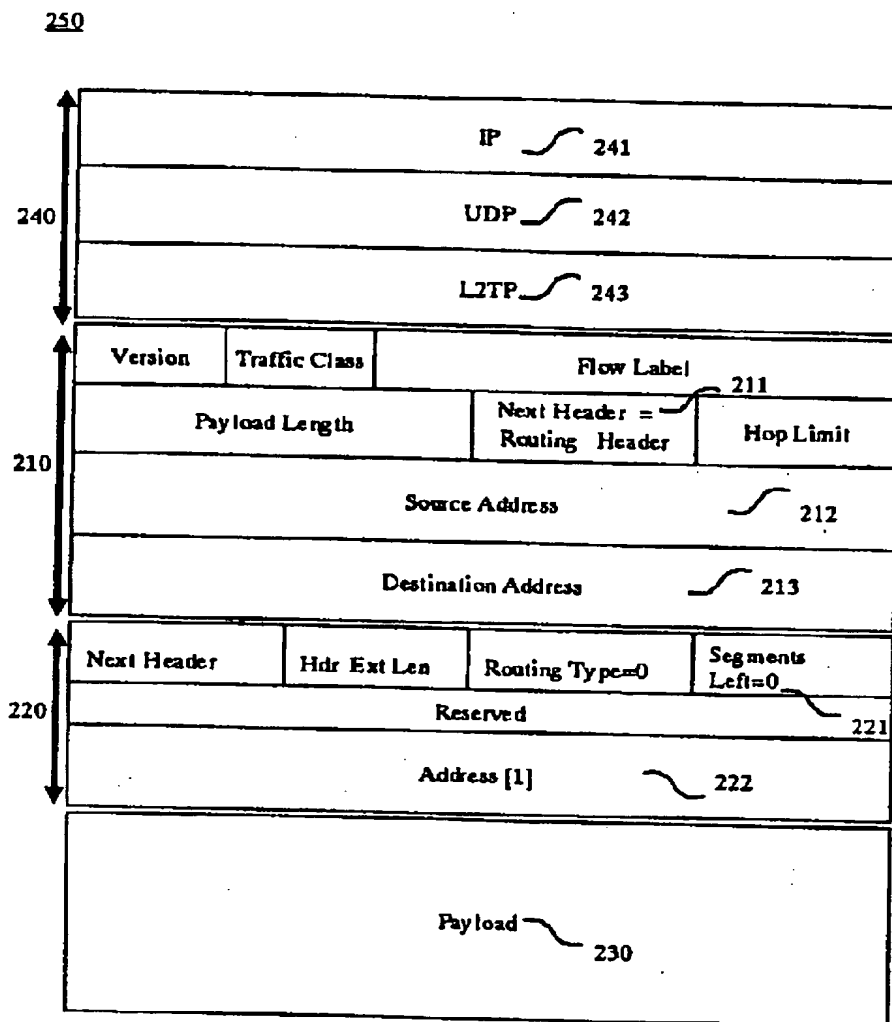 250
IP 241
240
UDP 242
L2TP 243
Version Traffic Class Flow Label
211
Payload Length Next Header = Routing Header Hop Limit
210
Source Address 212
Destination Address 213
Next Header Hdr Ext Len Routing Type=0 Segments Left=0
220
Reserved 221
Address [1] 222
Payload 230